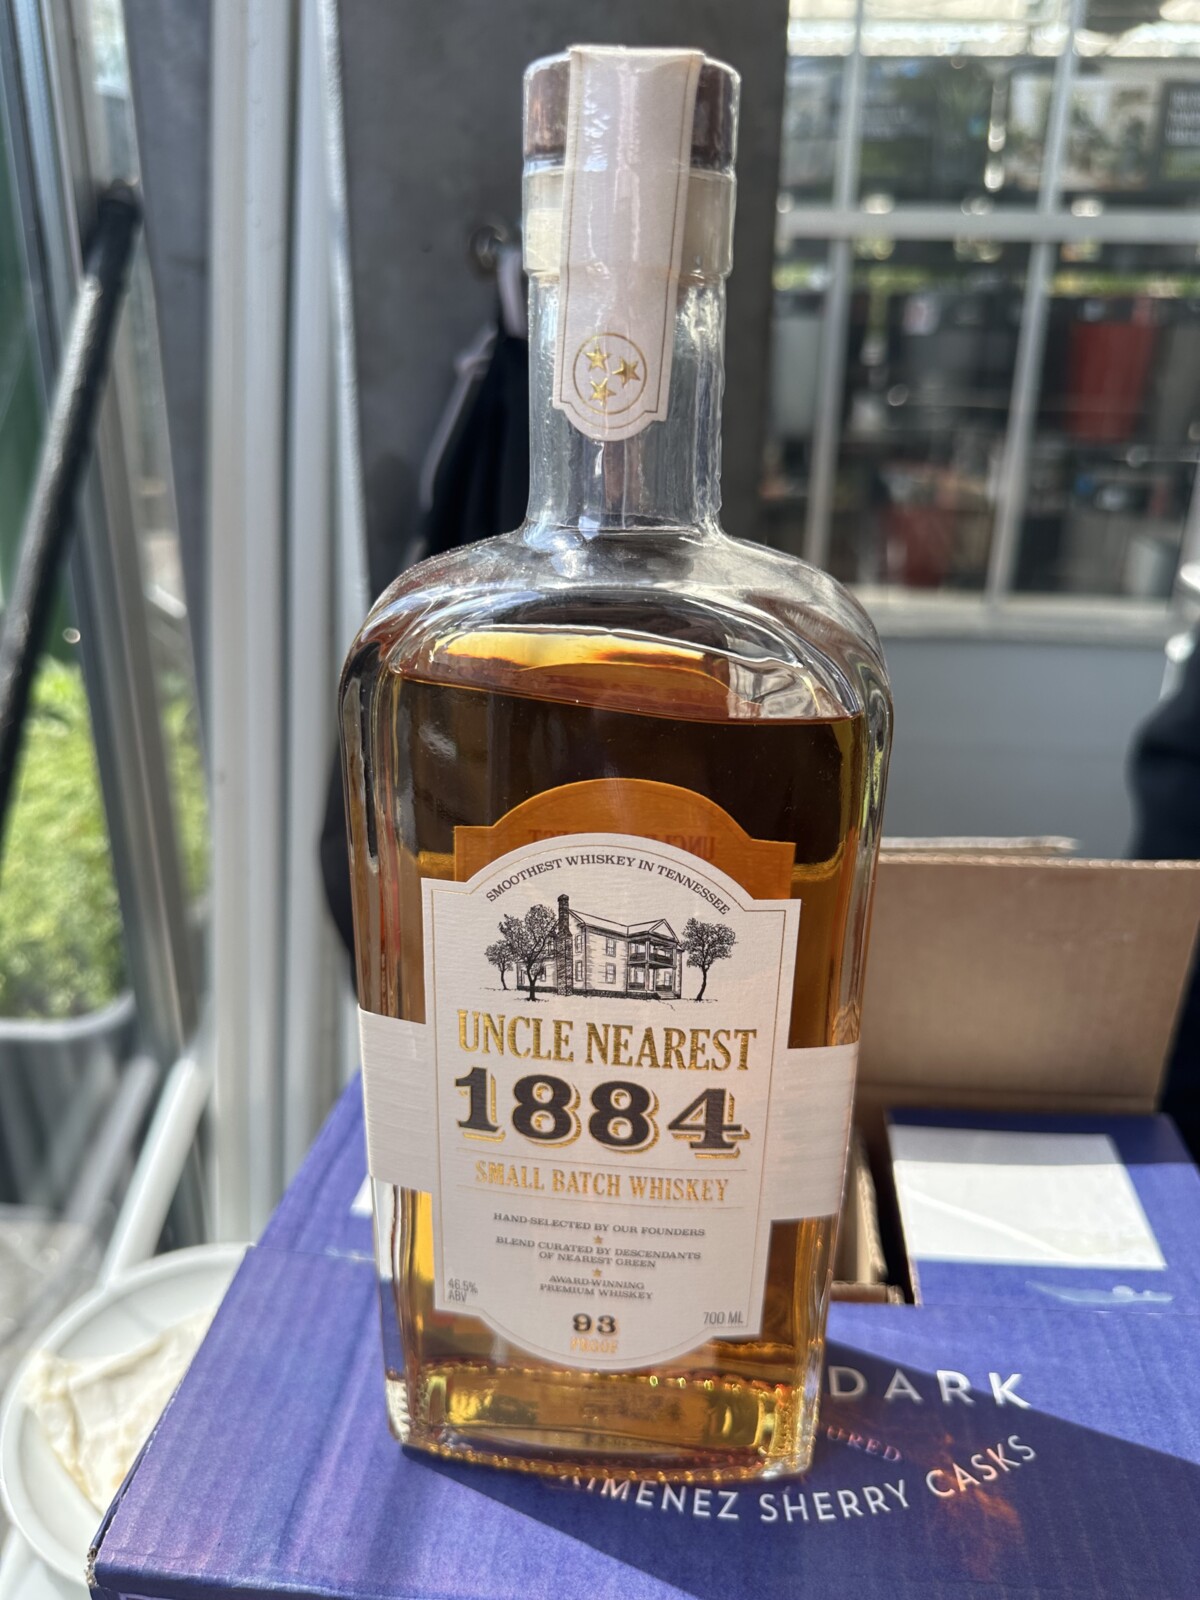 SMOOTHEST WHISKEY IN TENNESSEE
UNCLE NEAREST
1884
SMALL BATCH WHISKEY
HAND-SELECTED BY OUR FOUNDERS
BLEND CURATED BY DESCENDANTS
OF NEAREST GREEN
AWARD-WINNING
PREMIUM WHISKEY
46.5%
ABV
93
PROOF
700 ML
DARK
SHERRY CASKS